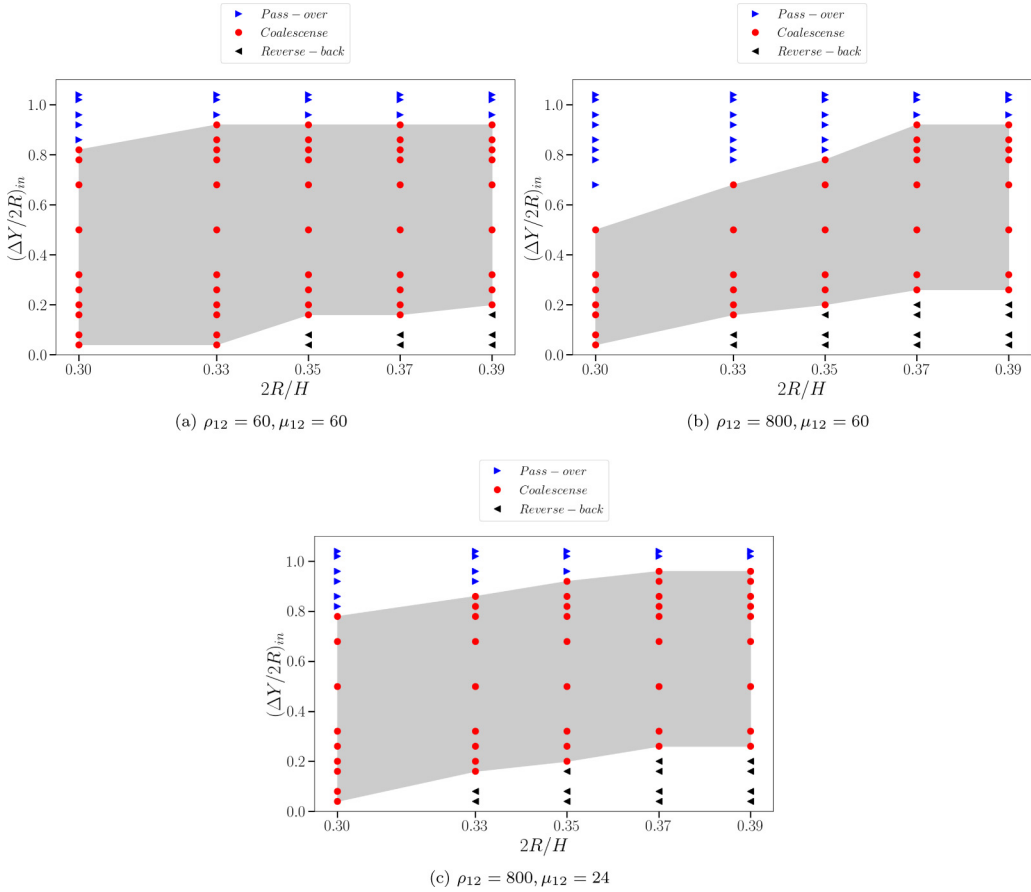 Pass − over
Coalescense
Reverse − back
Pass − over
Coalescense
Reverse − back
1.0
0.8
0.6
0.4
0.2
0.0
(ΔY/2R)in
0.30 0.33 0.35 0.37 0.39
2R/H
1.0
0.8
0.6
0.4
0.2
0.0
(ΔY/2R)in
0.30 0.33 0.35 0.37 0.39
2R/H
(a) ρ12 = 60, μ12 = 60
(b) ρ12 = 800, μ12 = 60
Pass − over
Coalescense
Reverse − back
1.0
0.8
0.6
0.4
0.2
0.0
(ΔY/2R)in
0.30 0.33 0.35 0.37 0.39
2R/H
(c) ρ12 = 800, μ12 = 24